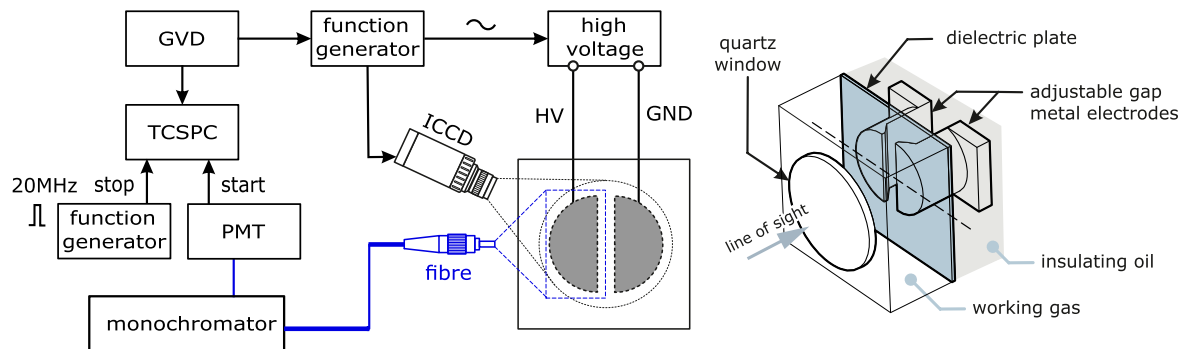 GVD
function
generator
high
voltage
HV
GND
TCSPC
ICCD
20MHz
stop
start
function
generator
PMT
fibre
monochromator
quartz
window
dielectric plate
adjustable gap
metal electrodes
line of sight
insulating oil
working gas